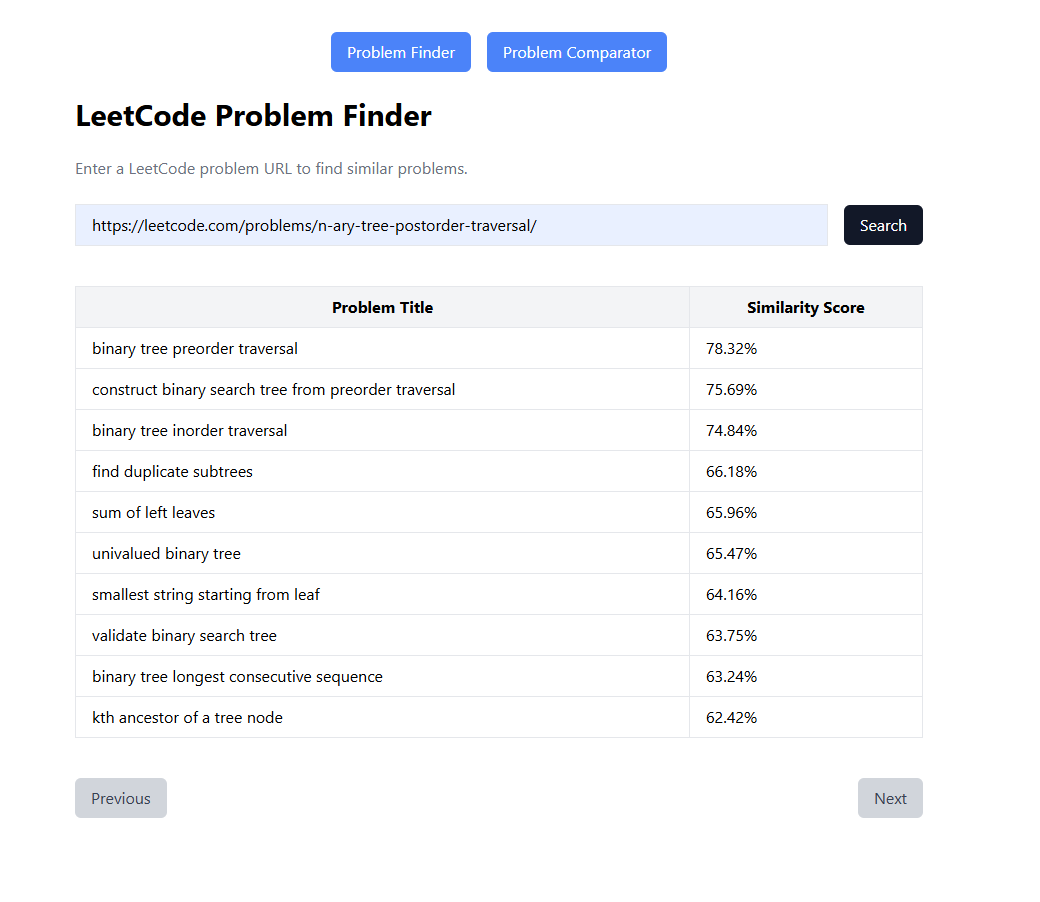 Problem Finder Problem Comparator
LeetCode Problem Finder
Enter a LeetCode problem URL to find similar problems.
https://leetcode.com/problems/n-ary-tree-postorder-traversal/ Search
Problem Title Similarity Score
binary tree preorder traversal 78.32%
construct binary search tree from preorder traversal 75.69%
binary tree inorder traversal 74.84%
find duplicate subtrees 66.18%
sum of left leaves 65.96%
univalued binary tree 65.47%
smallest string starting from leaf 64.16%
validate binary search tree 63.75%
binary tree longest consecutive sequence 63.24%
kth ancestor of a tree node 62.42%
Previous Next